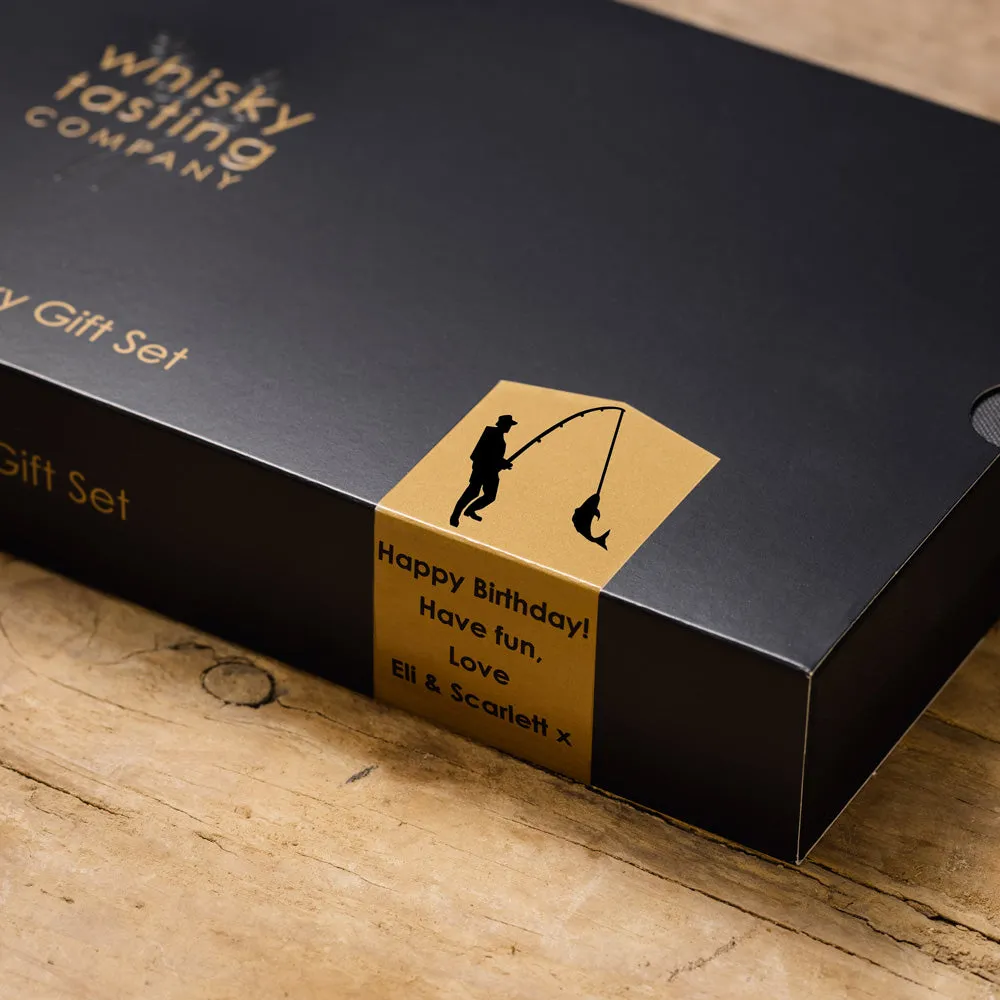 whisky
tasting
COMPANY
Gift Set
Gift Set
Happy Birthday!
Have fun,
Love
Eli & Scarlett x